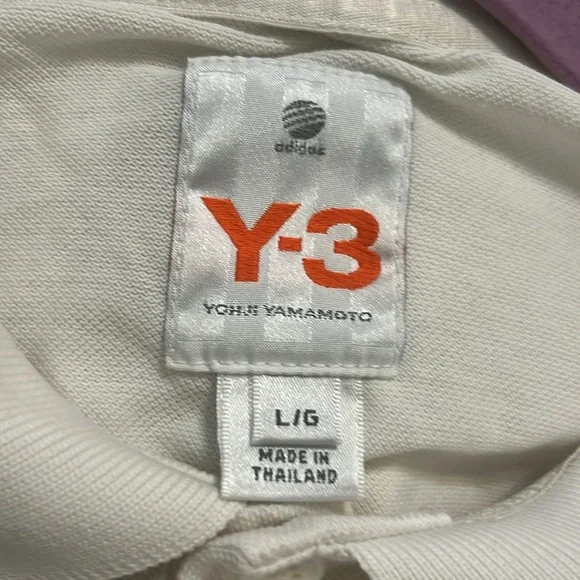 adidas
Y-3
YOHJI YAMAMOTO
L/G
MADE IN
THAILAND